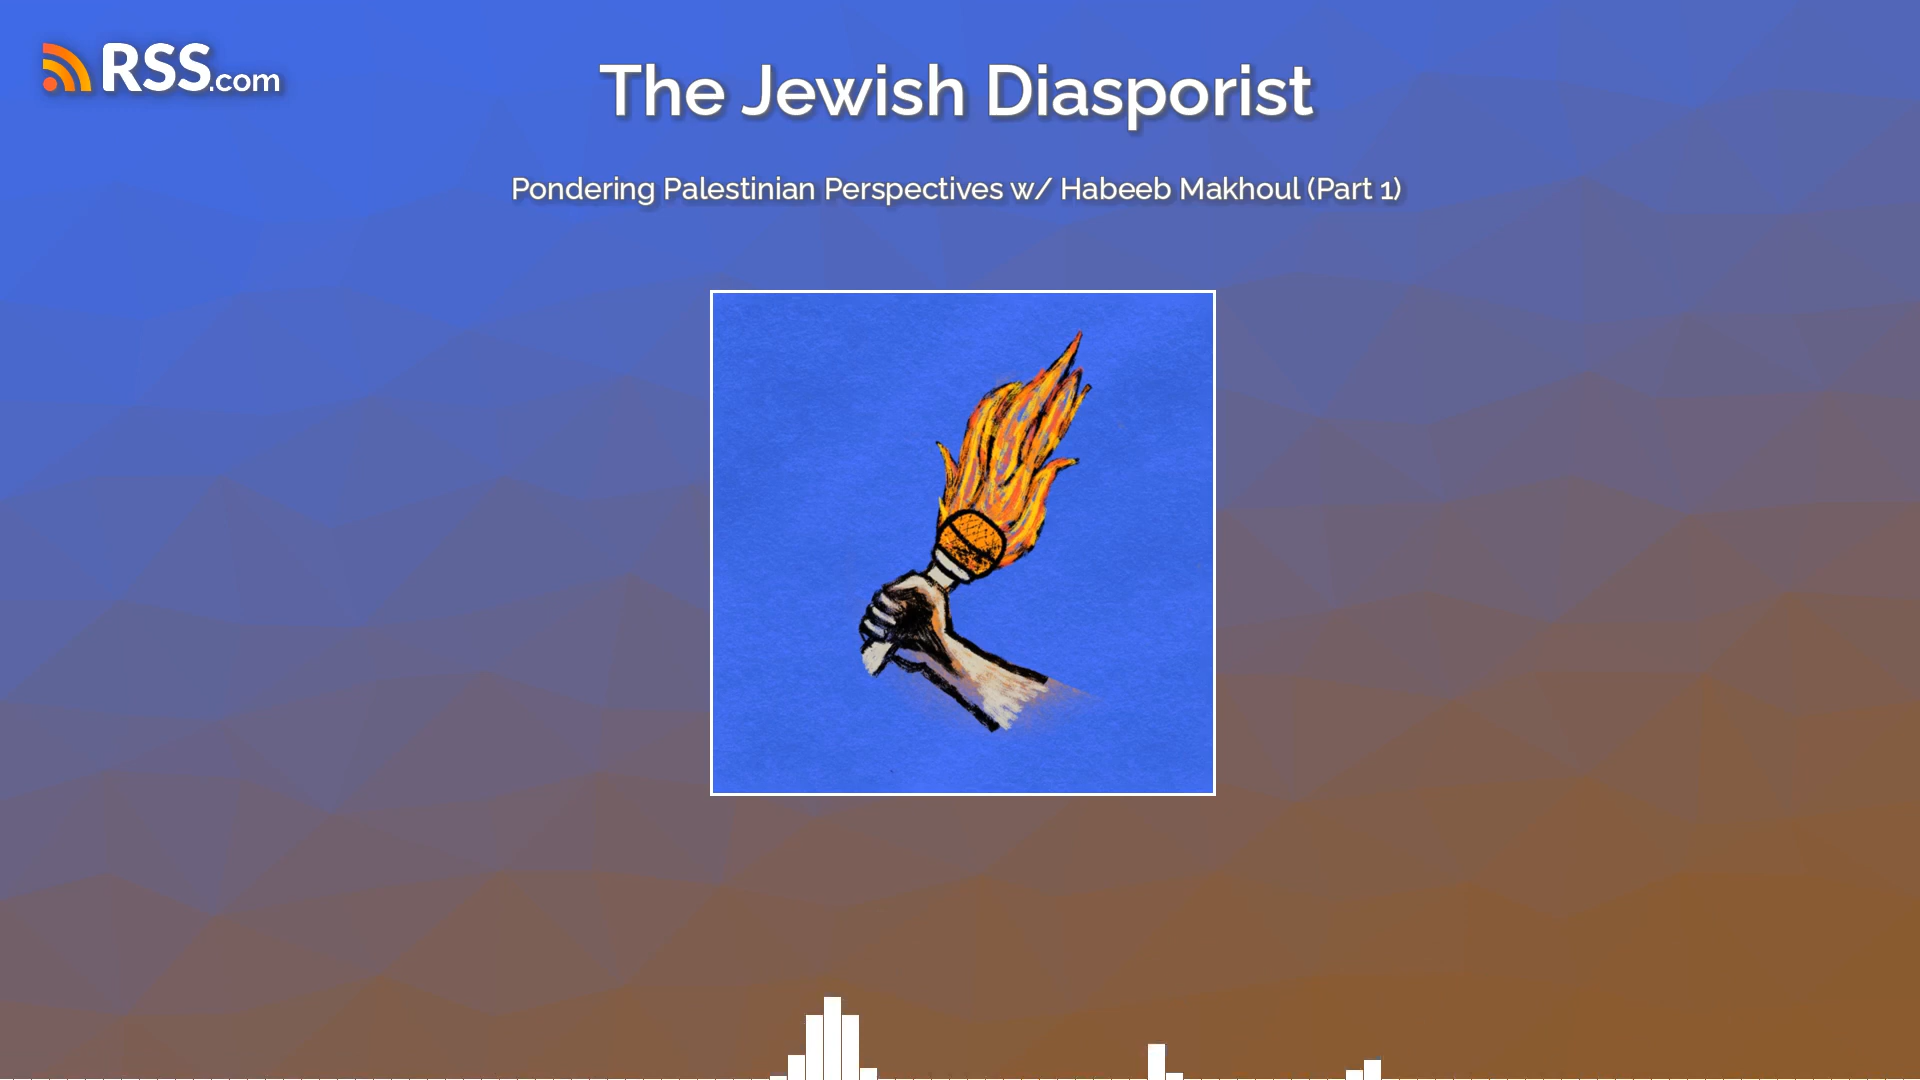 RSS.com
The Jewish Diasporist
Pondering Palestinian Perspectives w/ Habeeb Makhoul (Part 1)